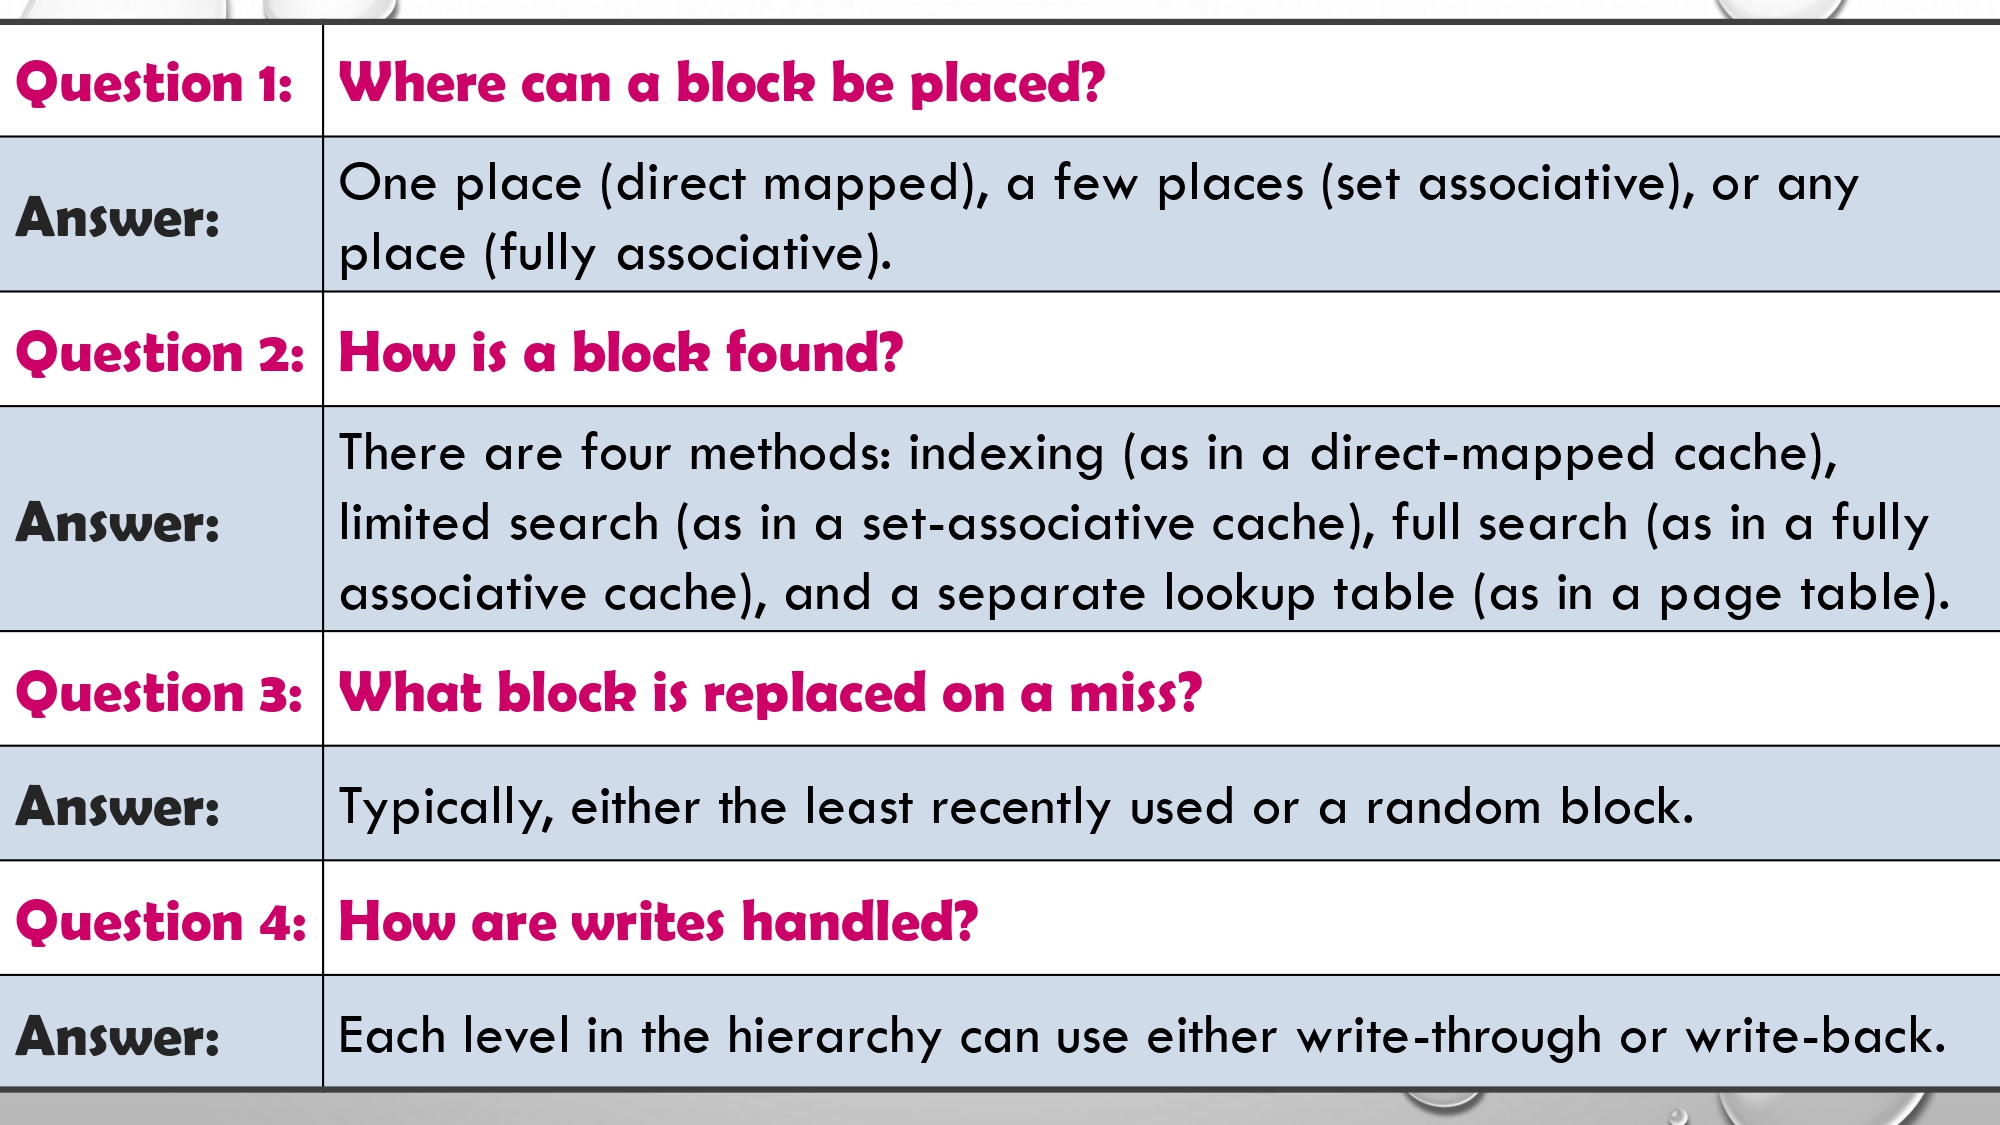 Question 1: Where can a block be placed?
Answer: One place (direct mapped), a few places (set associative), or any
place (fully associative).
Question 2: How is a block found?
Answer: There are four methods: indexing (as in a direct-mapped cache),
limited search (as in a set-associative cache), full search (as in a fully
associative cache), and a separate lookup table (as in a page table).
Question 3: What block is replaced on a miss?
Answer: Typically, either the least recently used or a random block.
Question 4: How are writes handled?
Answer: Each level in the hierarchy can use either write-through or write-back.